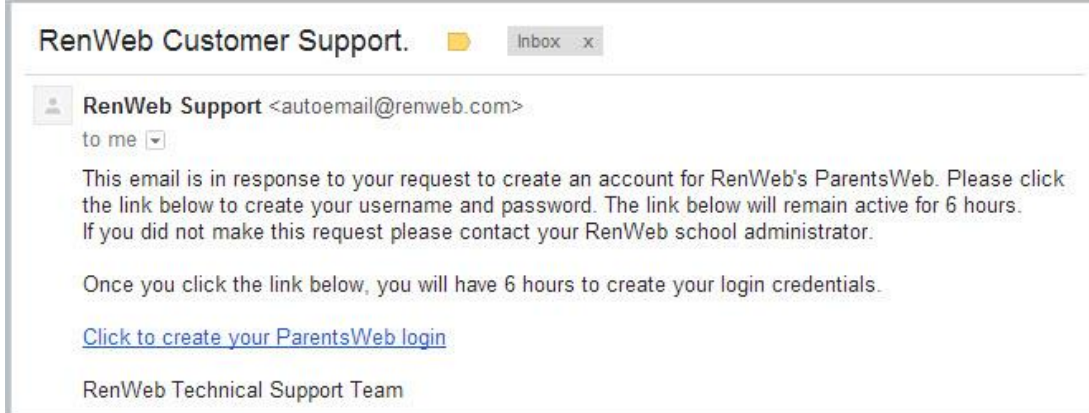 RenWeb Customer Support.
Inbox x
RenWeb Support <autoemail@renweb.com>
to me
This email is in response to your request to create an account for RenWeb's ParentsWeb. Please click
the link below to create your username and password. The link below will remain active for 6 hours.
If you did not make this request please contact your RenWeb school administrator.
Once you click the link below, you will have 6 hours to create your login credentials.
Click to create your ParentsWeb login
RenWeb Technical Support Team